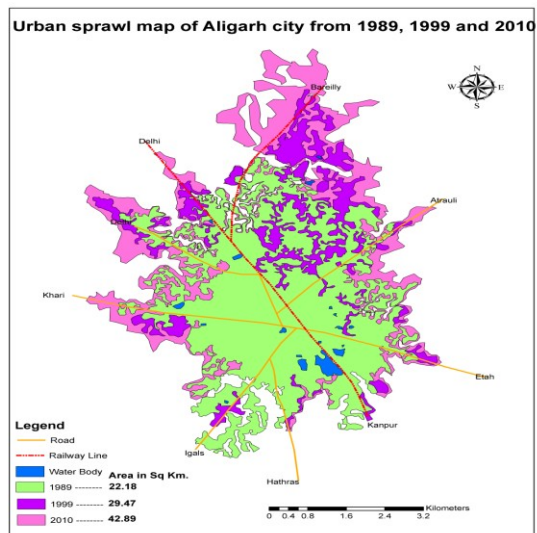 Urban sprawl map of Aligarh city from 1989, 1999 and 2010
N
W E
S
Bareilly
Delhi
Atrauli
Delhi
Khari
Etah
Kanpur
Igals
Hathras
Legend
Road
Railway Line
Water Body Area in Sq Km.
1989 -------- 22.18
1999 ------- 29.47
2010 ------- 42.89
Kilometers
0 0.4 0.8 1.6 2.4 3.2